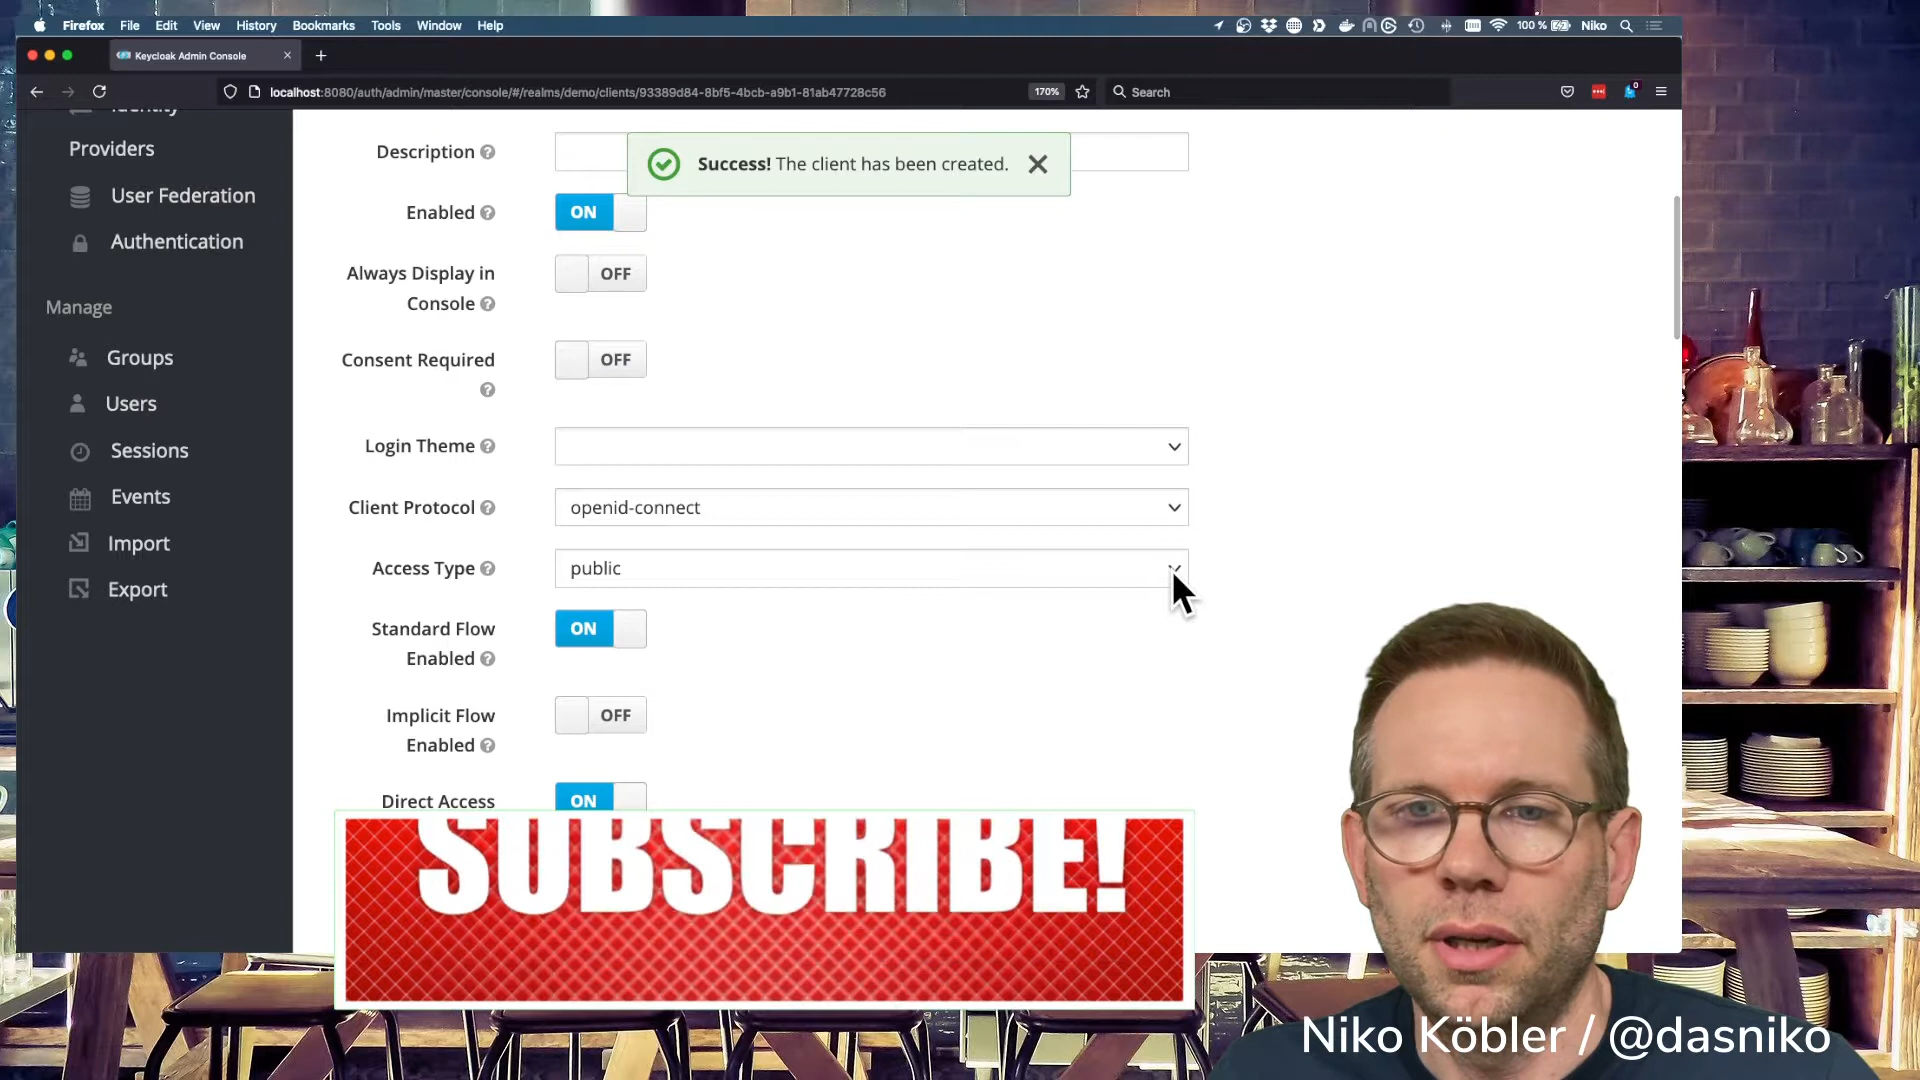 Firefox File Edit View History Bookmarks Tools Window Help
100 % Niko
Keycloak Admin Console
localhost:8080/auth/admin/master/console/#/realms/demo/clients/93389d84-8bf5-4bcb-a9b1-81ab47728c56
170%
Search
Identity
Providers
User Federation
Authentication
Manage
Groups
Users
Sessions
Events
Import
Export
Description
Success! The client has been created.
Enabled
ON
Always Display in
Console
OFF
Consent Required
OFF
Login Theme
Client Protocol
openid-connect
Access Type
public
Standard Flow
Enabled
ON
Implicit Flow
Enabled
OFF
Direct Access
ON
SUBSCRIBE!
Niko Köbler / @dasniko